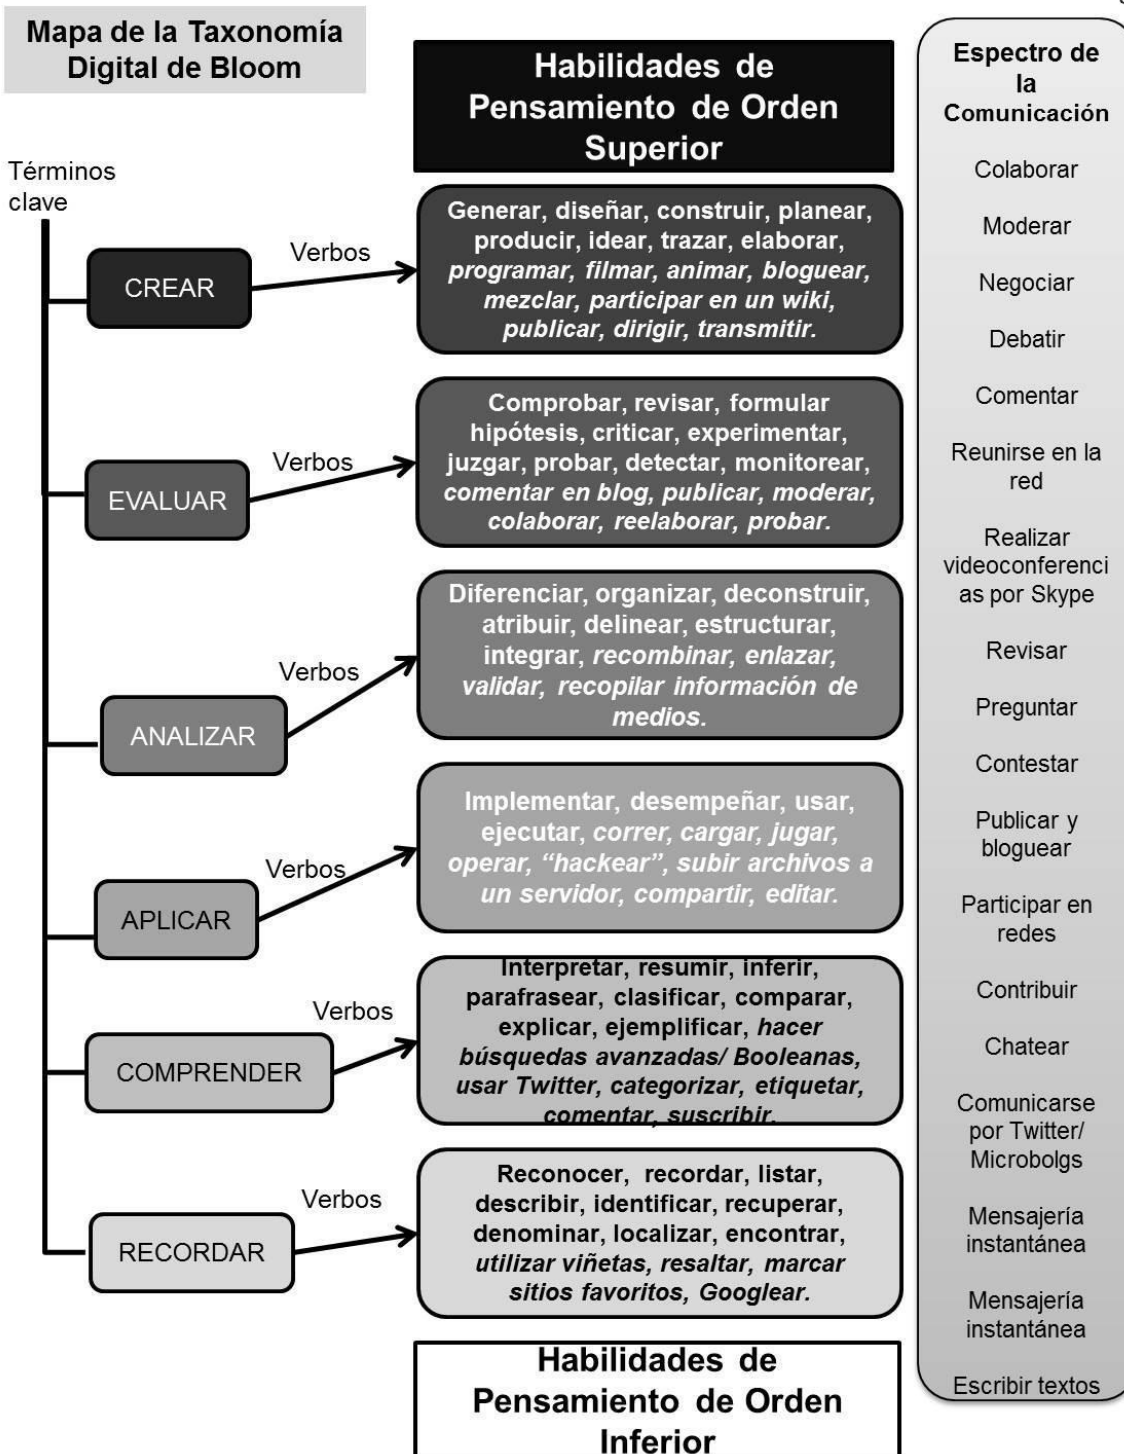 Mapa de la Taxonomía
Digital de Bloom
Términos
clave
Habilidades de
Pensamiento de Orden
Superior
CREAR
Verbos
Generar, diseñar, construir, planear,
producir, idear, trazar, elaborar,
programar, filmar, animar, bloguear,
mezclar, participar en un wiki,
publicar, dirigir, transmitir.
EVALUAR
Verbos
Comprobar, revisar, formular
hipótesis, criticar, experimentar,
juzgar, probar, detectar, monitorear,
comentar en blog, publicar, moderar,
colaborar, reelaborar, probar.
ANALIZAR
Verbos
Diferenciar, organizar, deconstruir,
atribuir, delinear, estructurar,
integrar, recombinar, enlazar,
validar, recopilar información de
medios.
APLICAR
Verbos
Implementar, desempeñar, usar,
ejecutar, correr, cargar, jugar,
operar, “hackear”, subir archivos a
un servidor, compartir, editar.
COMPRENDER
Verbos
Interpretar, resumir, inferir,
parafrasear, clasificar, comparar,
explicar, ejemplificar, hacer
búsquedas avanzadas/ Booleanas,
usar Twitter, categorizar, etiquetar,
comentar, suscribir.
RECORDAR
Verbos
Reconocer, recordar, listar,
describir, identificar, recuperar,
denominar, localizar, encontrar,
utilizar viñetas, resaltar, marcar
sitios favoritos, Googlear.
Habilidades de
Pensamiento de Orden
Inferior
Espectro de
la
Comunicación
Colaborar
Moderar
Negociar
Debatir
Comentar
Reunirse en la
red
Realizar
videoconferenci
as por Skype
Revisar
Preguntar
Contestar
Publicar y
bloguear
Participar en
redes
Contribuir
Chatear
Comunicarse
por Twitter/
Microbolgs
Mensajería
instantánea
Mensajería
instantánea
Escribir textos